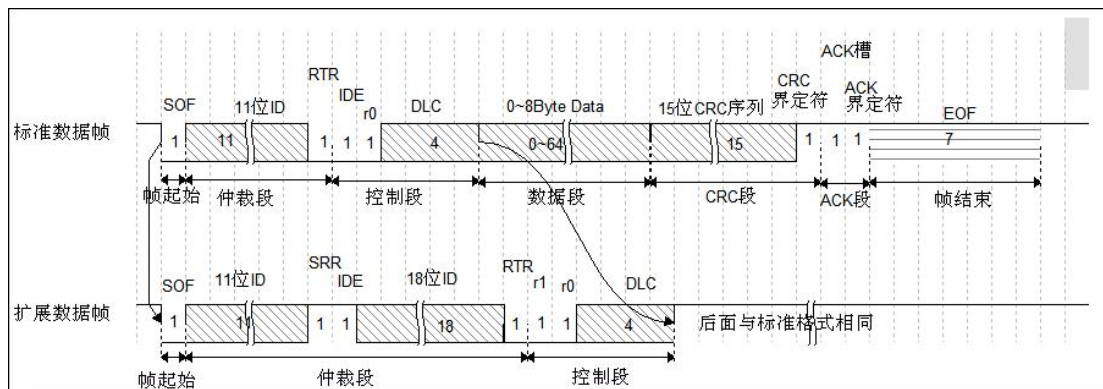 ACK槽
RTR CRC ACK
SOF 11位ID IDE r0 DLC 0~8Byte Data 15位CRC序列 界定符 界定符 EOF
标准数据帧 1 11 1 1 1 4 0~64 15 1 1 1 7
帧起始 仲裁段 控制段 数据段 CRC段 ACK段 帧结束
SOF 11位ID SRR IDE 18位ID RTR r1 r0 DLC
扩展数据帧 1 11 1 1 18 1 1 1 4 后面与标准格式相同
帧起始 仲裁段 控制段